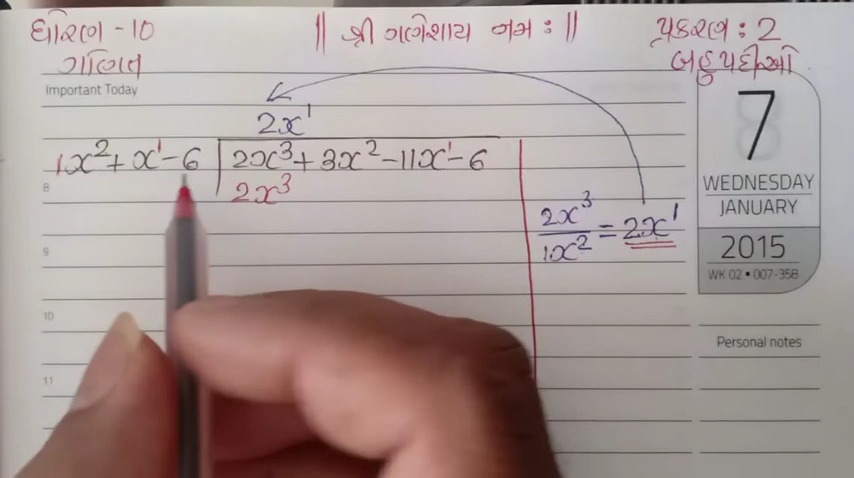 ધોરણ - 10 || શ્રી ગણેશાય નમઃ || પ્રકરણ : 2
ગણિત બહુપદીઓ
Important Today
2x¹
1x² + x¹ - 6 2x³ + 3x² - 11x¹ - 6
2x³
2x³/1x² = 2x¹
7
WEDNESDAY
JANUARY
2015
WK 02 • 007-358
Personal notes
8
9
10
11